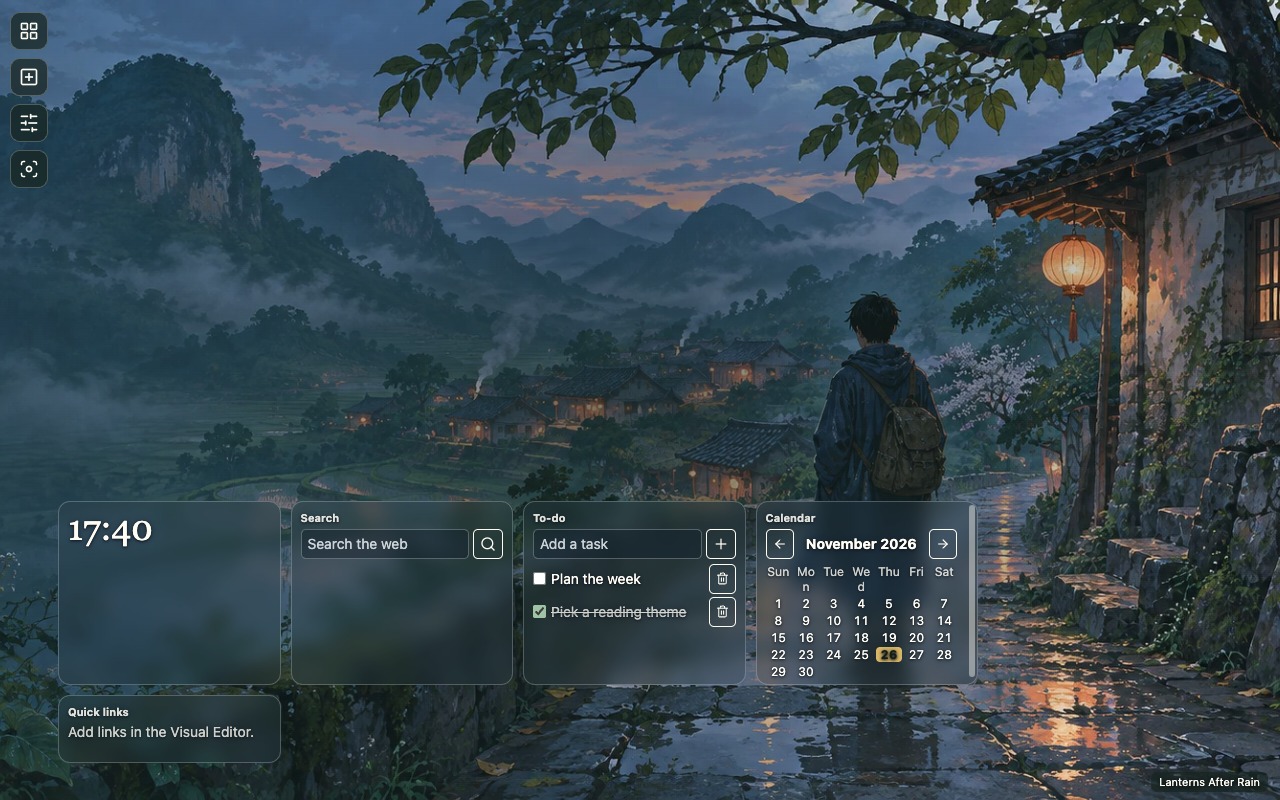 17:40
Search
Search the web
To-do
Add a task
Plan the week
Pick a reading theme
Calendar
November 2026
Sun Mon Tue Wed Thu Fri Sat
1 2 3 4 5 6 7
8 9 10 11 12 13 14
15 16 17 18 19 20 21
22 23 24 25 26 27 28
29 30
Quick links
Add links in the Visual Editor.
Lanterns After Rain